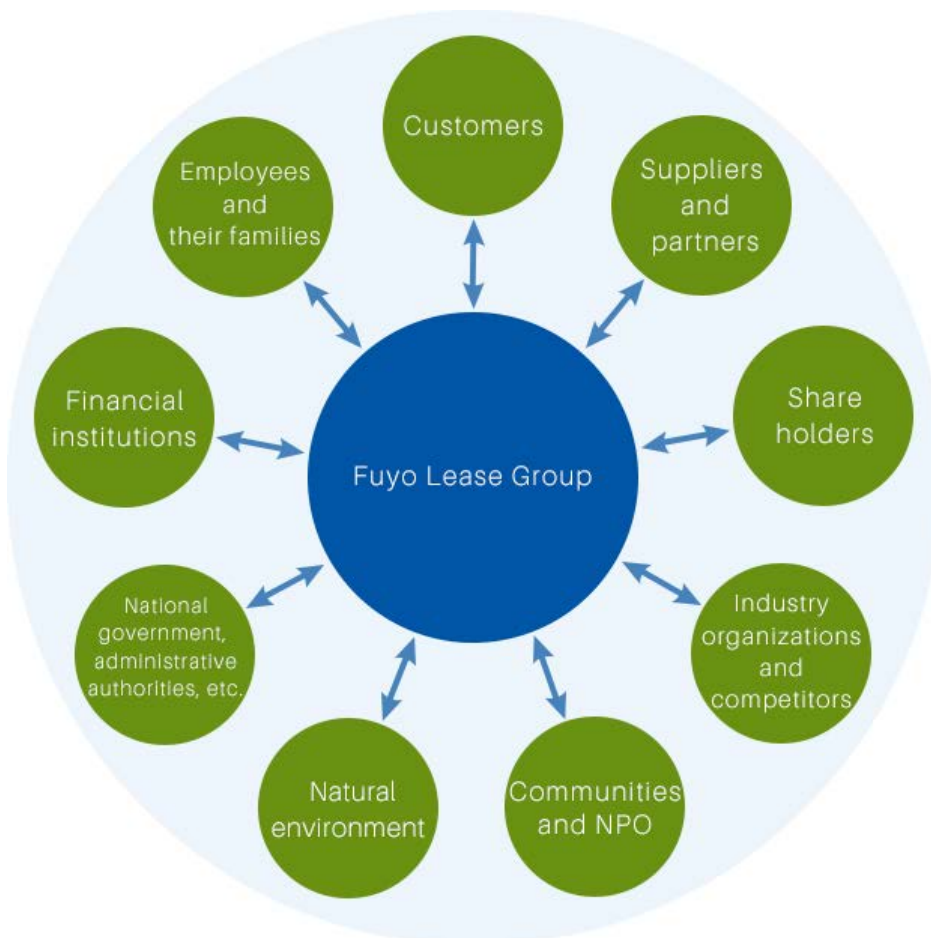 Customers
Suppliers
and
partners
Share
holders
Industry
organizations
and
competitors
Communities
and NPO
Natural
environment
National
government,
administrative
authorities, etc.
Financial
institutions
Employees
and
their families
Fuyo Lease Group